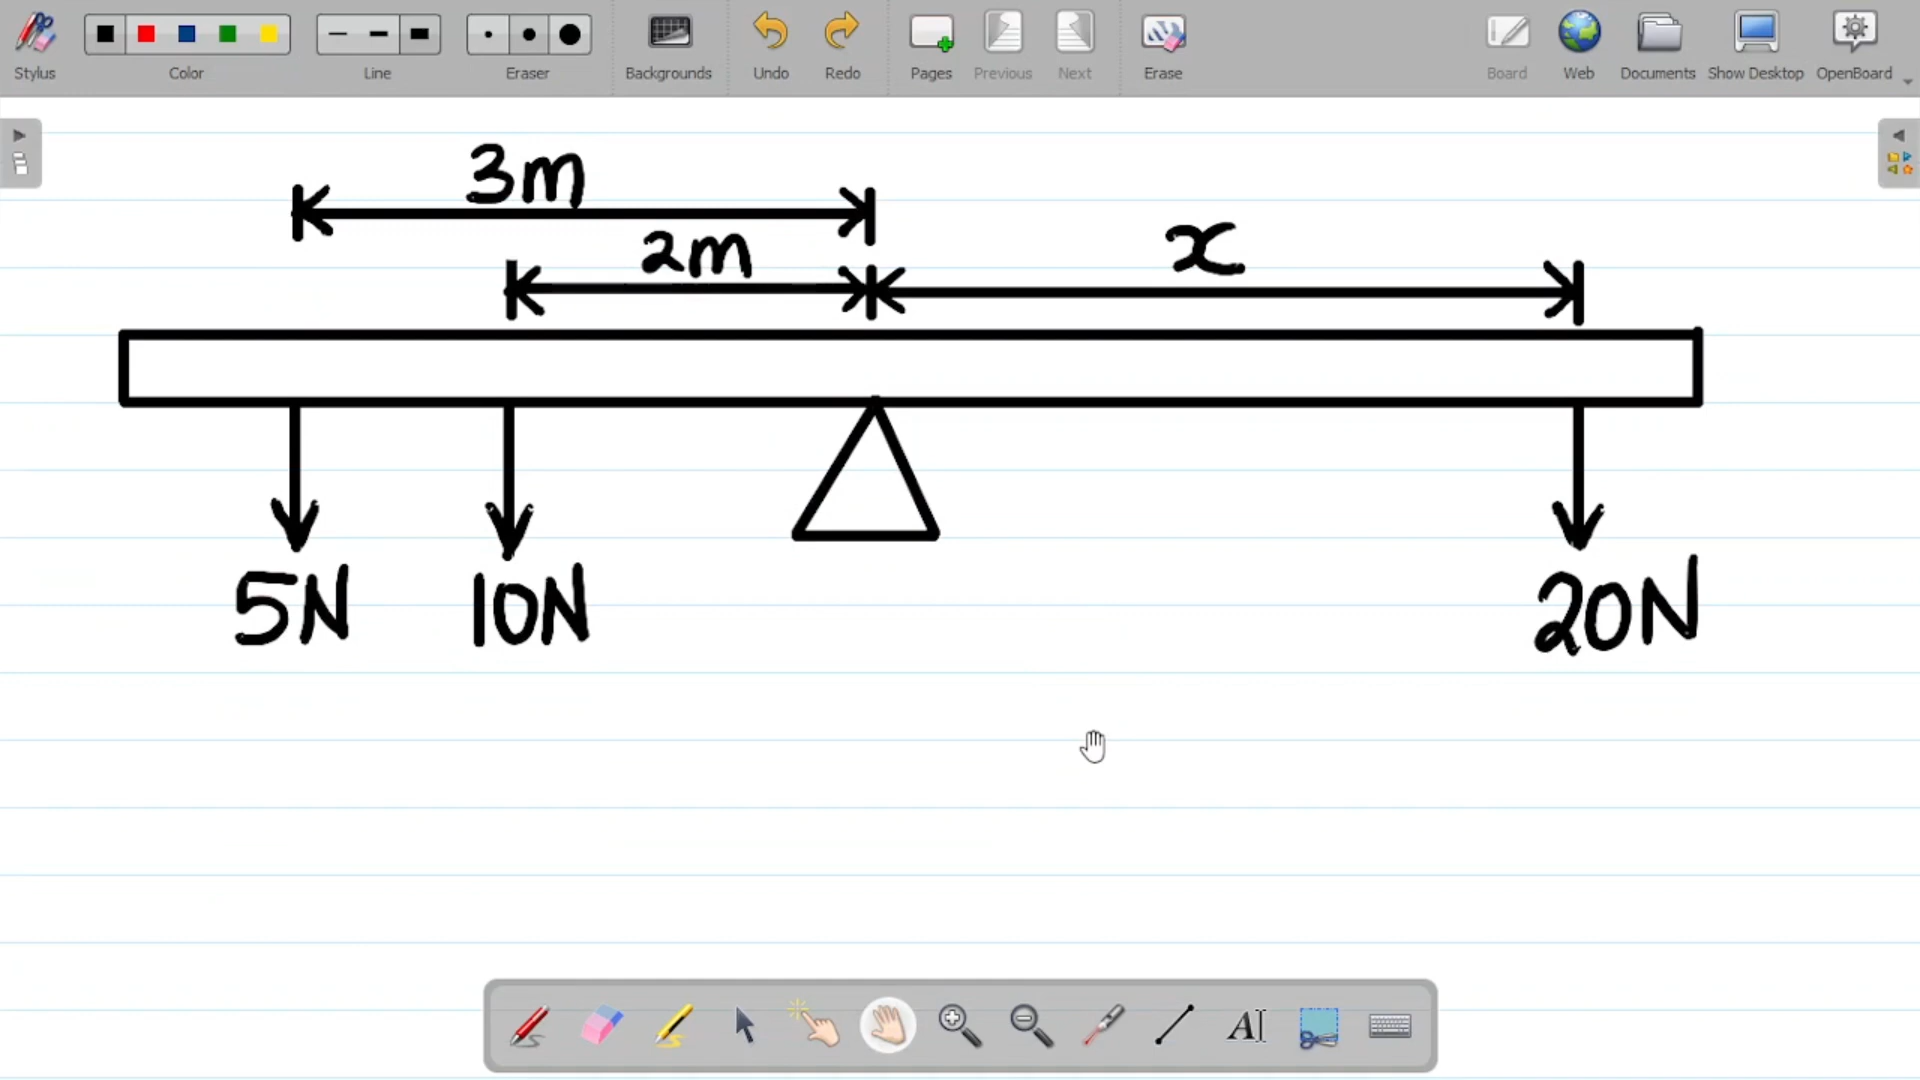 Stylus Color Line Eraser Backgrounds Undo Redo Pages Previous Next Erase Board Web Documents Show Desktop OpenBoard
3m
2m x
5N 10N 20N
AI